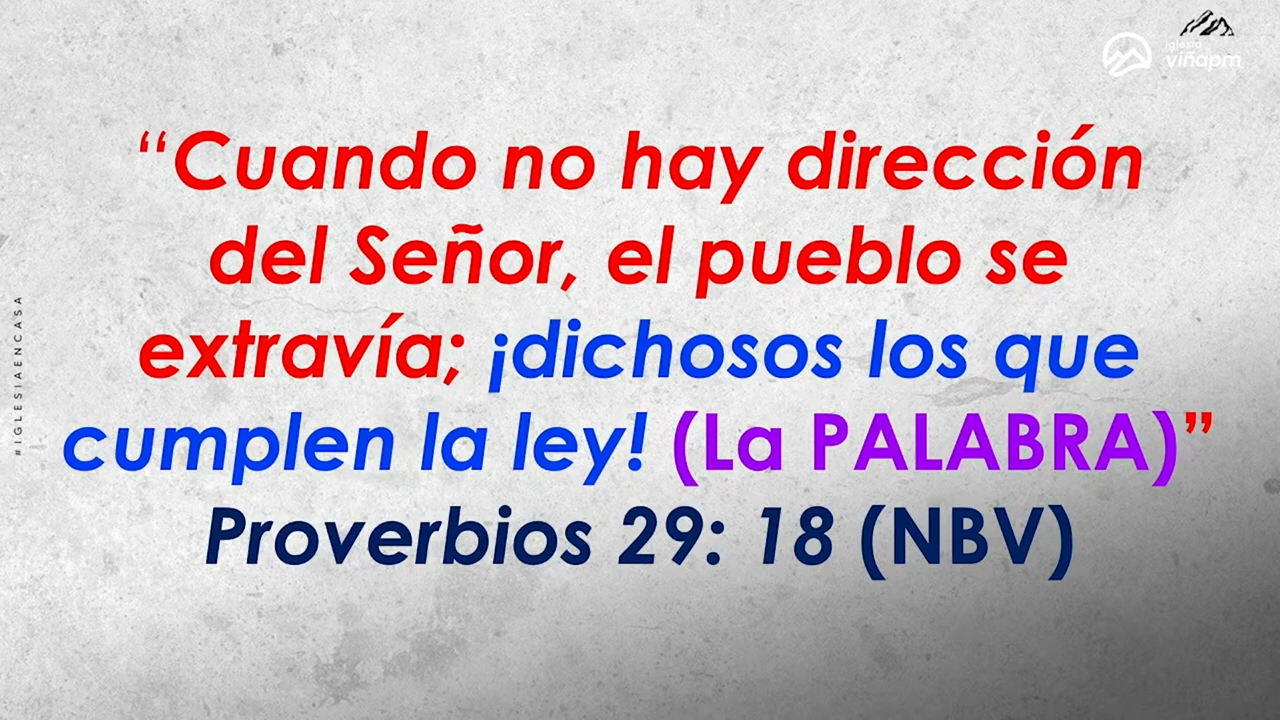 iglesia
viñapm
“Cuando no hay dirección
del Señor, el pueblo se
extravía; ¡dichosos los que
cumplen la ley! (La PALABRA)”
Proverbios 29: 18 (NBV)
#IGLESIAENCASA